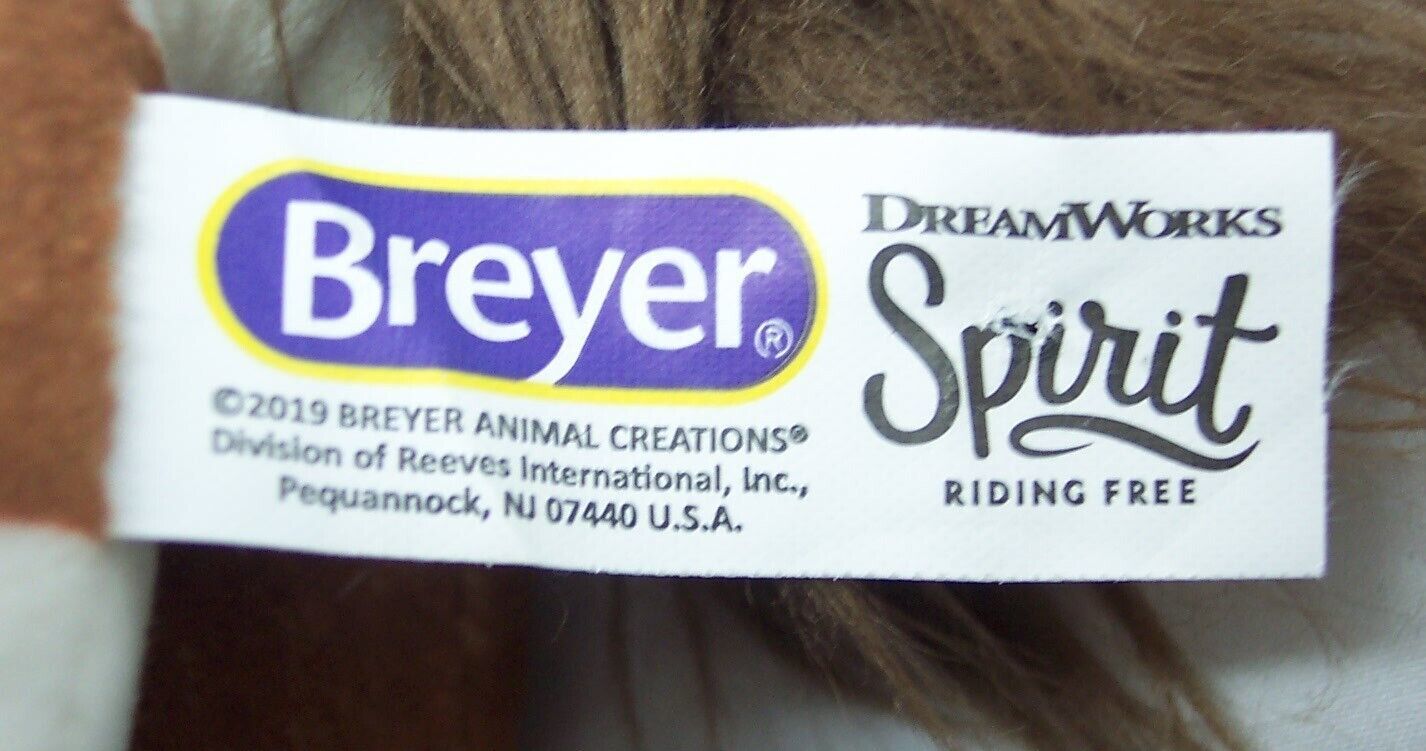 Breyer®
©2019 BREYER ANIMAL CREATIONS®
Division of Reeves International, Inc.,
Pequannock, NJ 07440 U.S.A.
DREAMWORKS
Spirit
RIDING FREE